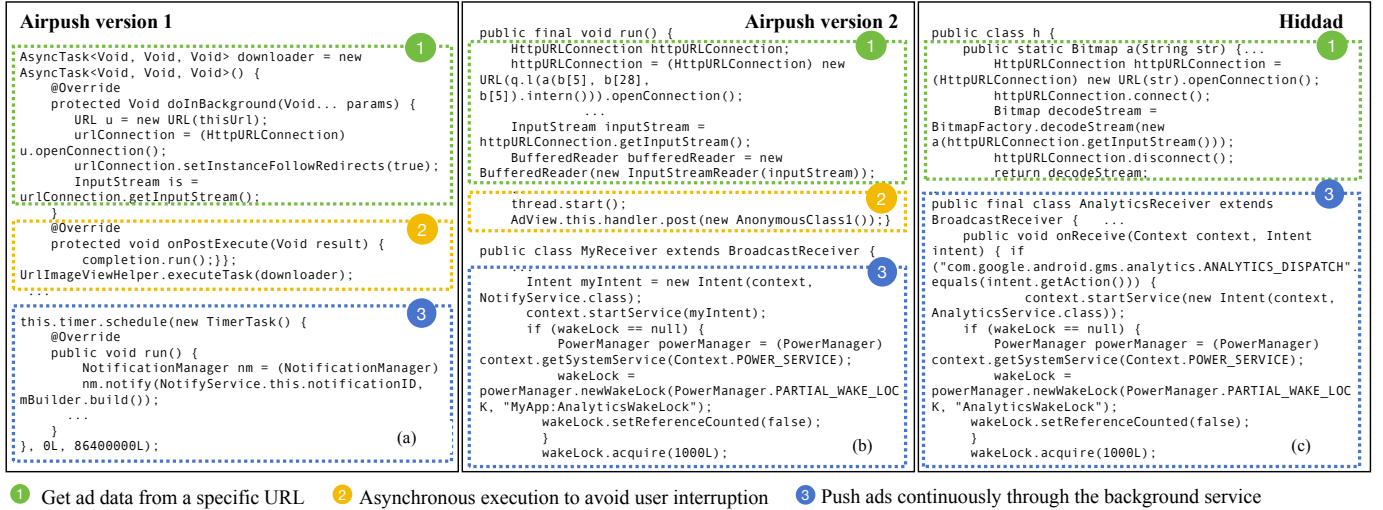 Airpush version 1
1
AsyncTask<Void, Void, Void> downloader = new
AsyncTask<Void, Void, Void>() {
@Override
protected Void doInBackground(Void... params) {
URL u = new URL(thisUrl);
urlConnection = (HttpURLConnection)
u.openConnection();
urlConnection.setInstanceFollowRedirects(true);
InputStream is =
urlConnection.getInputStream();
}
@Override
2
protected void onPostExecute(Void result) {
completion.run();}};
UrlImageViewHelper.executeTask(downloader);
...
3
this.timer.schedule(new TimerTask() {
@Override
public void run() {
NotificationManager nm = (NotificationManager)
nm.notify(NotifyService.this.notificationID,
mBuilder.build());
...
}
}, 0L, 86400000L);
(a)
Airpush version 2
public final void run() {
1
HttpURLConnection httpURLConnection;
httpURLConnection = (HttpURLConnection) new
URL(q.l(a(b[5], b[28],
b[5]).intern())).openConnection();
...
InputStream inputStream =
httpURLConnection.getInputStream();
BufferedReader bufferedReader = new
BufferedReader(new InputStreamReader(inputStream));
2
thread.start();
AdView.this.handler.post(new AnonymousClass1());}
public class MyReceiver extends BroadcastReceiver {
3
..
Intent myIntent = new Intent(context,
NotifyService.class);
context.startService(myIntent);
if (wakeLock == null) {
PowerManager powerManager = (PowerManager)
context.getSystemService(Context.POWER_SERVICE);
wakeLock =
powerManager.newWakeLock(PowerManager.PARTIAL_WAKE_LOC
K, "MyApp:AnalyticsWakeLock");
wakeLock.setReferenceCounted(false);
}
wakeLock.acquire(1000L);
(b)
Hiddad
public class h {
1
public static Bitmap a(String str) {...
HttpURLConnection httpURLConnection =
(HttpURLConnection) new URL(str).openConnection();
httpURLConnection.connect();
Bitmap decodeStream =
BitmapFactory.decodeStream(new
a(httpURLConnection.getInputStream()));
httpURLConnection.disconnect();
return decodeStream;
3
public final class AnalyticsReceiver extends
BroadcastReceiver { ...
public void onReceive(Context context, Intent
intent) { if
("com.google.android.gms.analytics.ANALYTICS_DISPATCH".
equals(intent.getAction())) {
context.startService(new Intent(context,
AnalyticsService.class));
if (wakeLock == null) {
PowerManager powerManager = (PowerManager)
context.getSystemService(Context.POWER_SERVICE);
wakeLock =
powerManager.newWakeLock(PowerManager.PARTIAL_WAKE_LO
CK, "AnalyticsWakeLock");
wakeLock.setReferenceCounted(false);
}
wakeLock.acquire(1000L);
(c)
1 Get ad data from a specific URL 2 Asynchronous execution to avoid user interruption 3 Push ads continuously through the background service